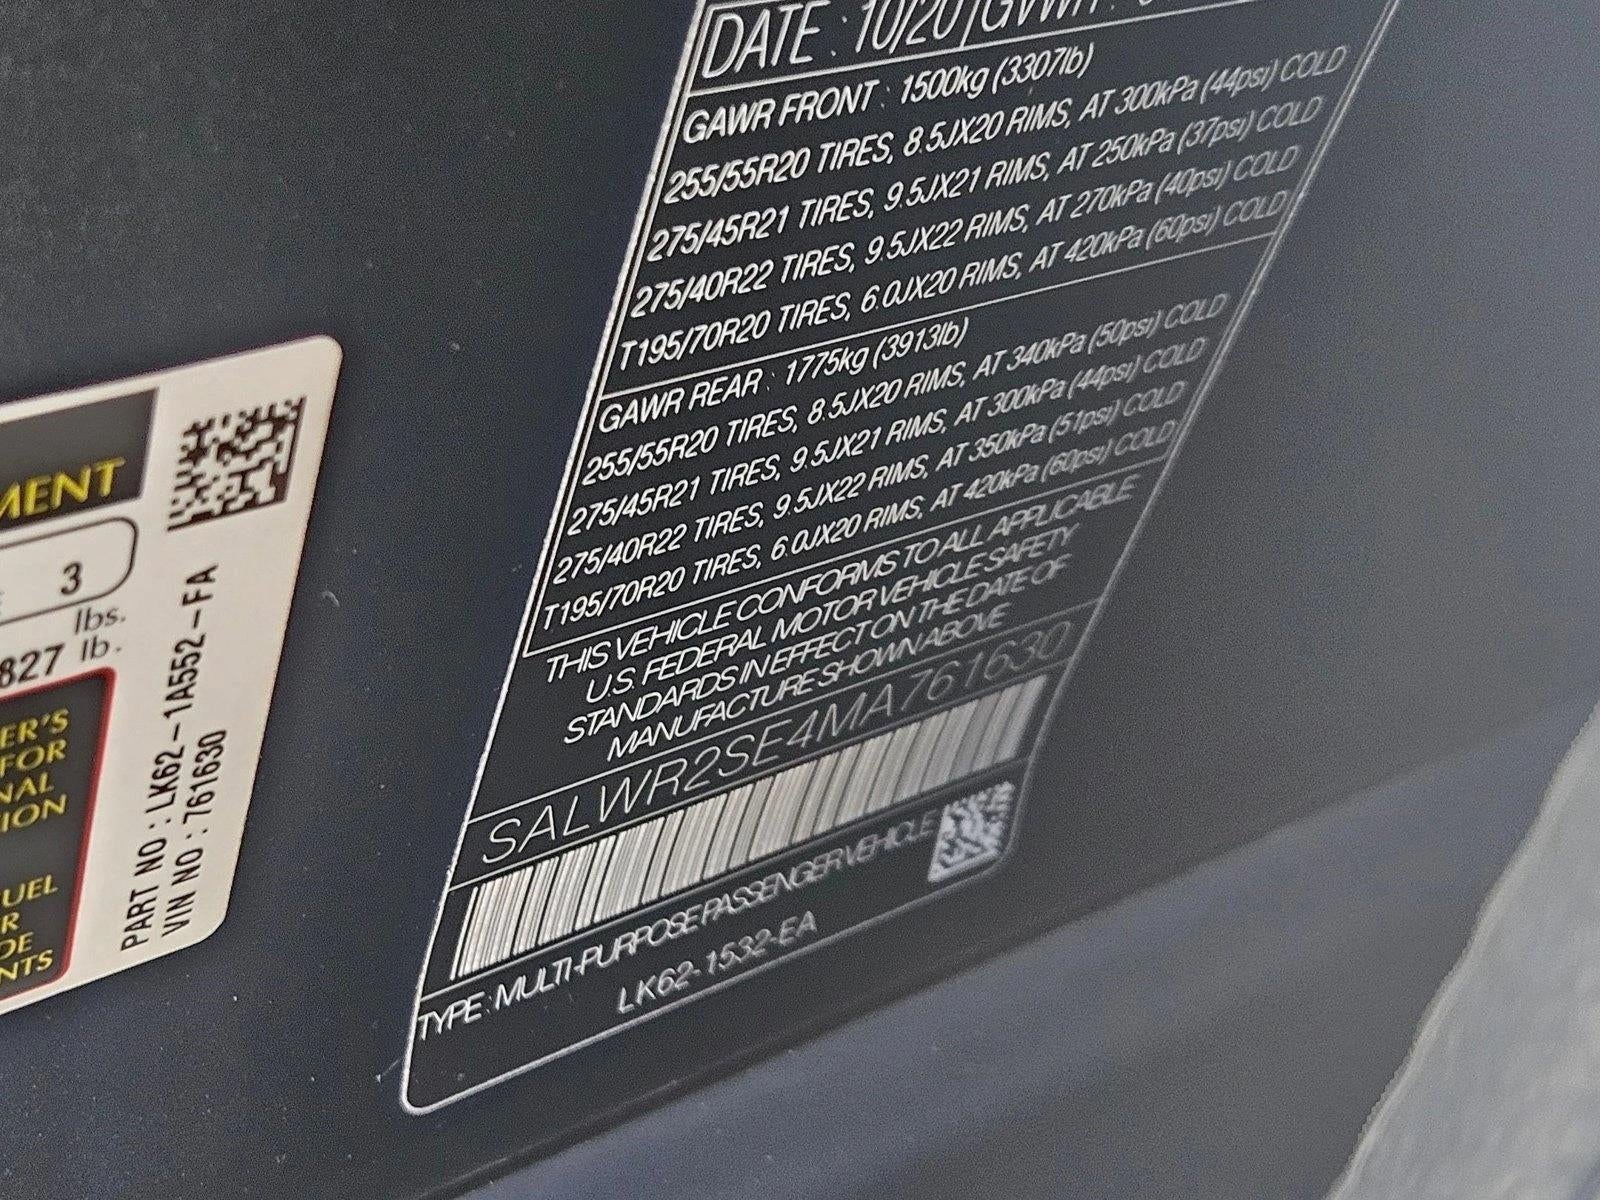 DATE : 10/20 GVWR :
GAWR FRONT : 1500kg (3307lb)
255/55R20 TIRES, 8.5JX20 RIMS, AT 300kPa (44psi) COLD
275/45R21 TIRES, 9.5JX21 RIMS, AT 250kPa (37psi) COLD
275/40R22 TIRES, 9.5JX22 RIMS, AT 270kPa (40psi) COLD
T195/70R20 TIRES, 6.0JX20 RIMS, AT 420kPa (60psi) COLD
GAWR REAR : 1775kg (3913lb)
255/55R20 TIRES, 8.5JX20 RIMS, AT 340kPa (50psi) COLD
275/45R21 TIRES, 9.5JX21 RIMS, AT 300kPa (44psi) COLD
275/40R22 TIRES, 9.5JX22 RIMS, AT 350kPa (51psi) COLD
T195/70R20 TIRES, 6.0JX20 RIMS, AT 420kPa (60psi) COLD
THIS VEHICLE CONFORMS TO ALL APPLICABLE
U.S. FEDERAL MOTOR VEHICLE SAFETY
STANDARDS IN EFFECT ON THE DATE OF
MANUFACTURE SHOWN ABOVE
SALWR2SE4MA761630
TYPE : MULTI-PURPOSE PASSENGER VEHICLE
LK62-1532-EA
MENT
3
lbs.
827 lb.
ER'S
FOR
NAL
ION
UEL
R
DE
NTS
PART NO : LK62-1A552-FA
VIN NO : 761630